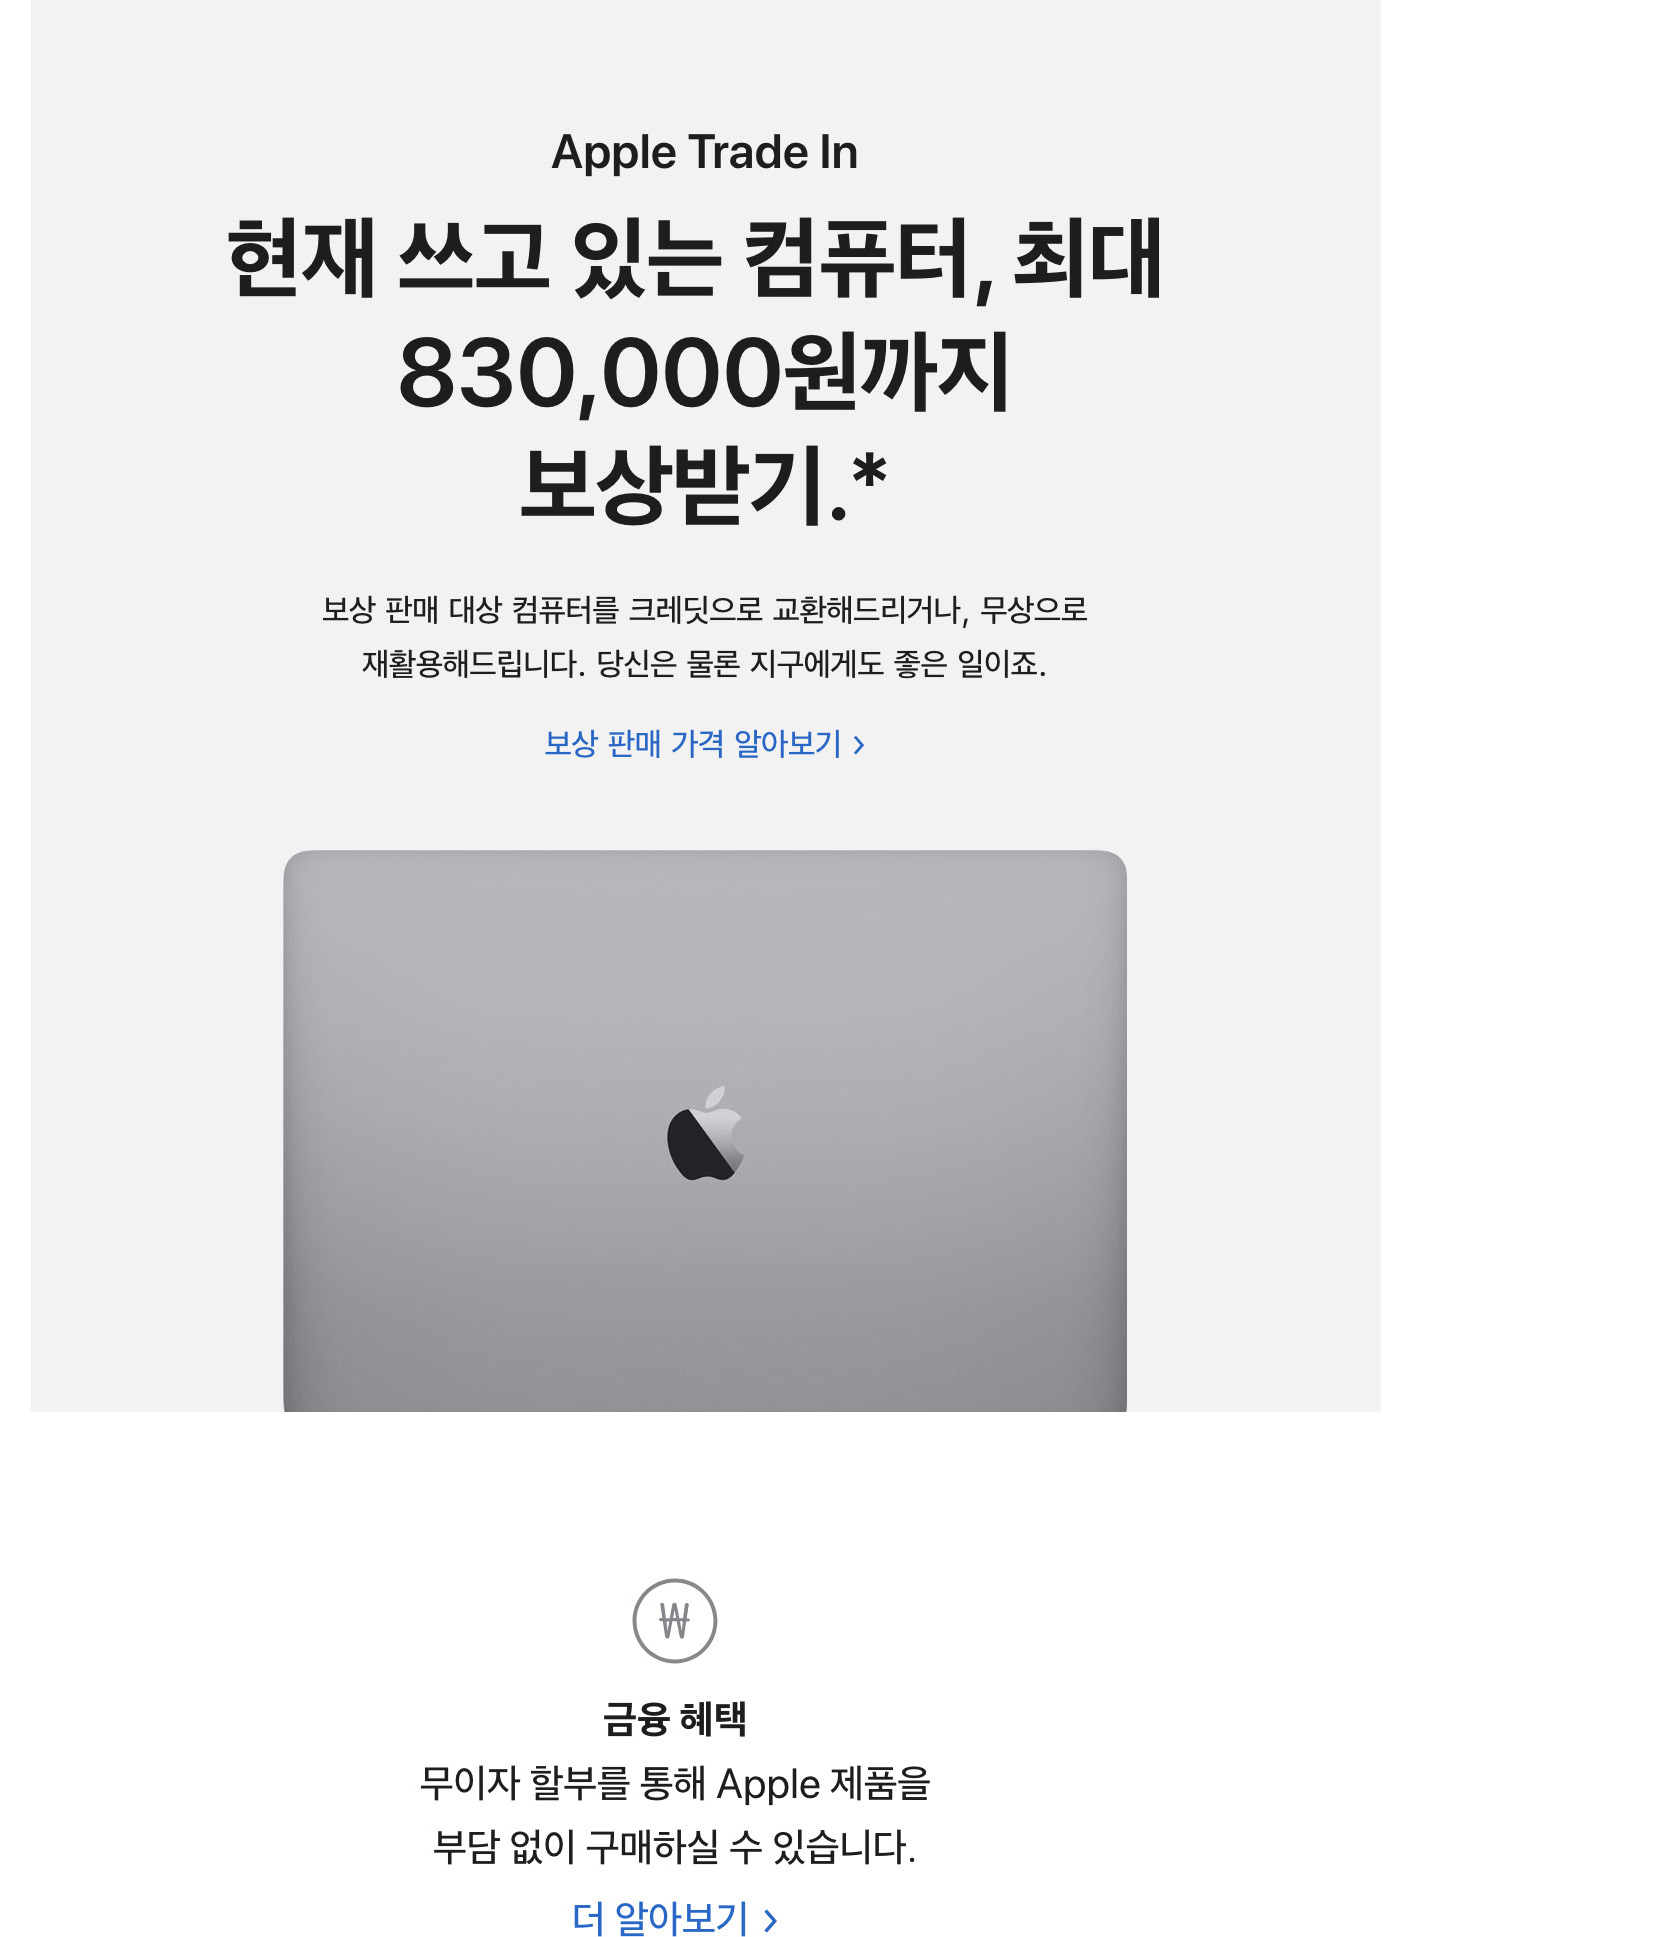 Apple Trade In
현재 쓰고 있는 컴퓨터, 최대
830,000원까지
보상받기.*
보상 판매 대상 컴퓨터를 크레딧으로 교환해드리거나, 무상으로
재활용해드립니다. 당신은 물론 지구에게도 좋은 일이죠.
보상 판매 가격 알아보기 >
₩
금융 혜택
무이자 할부를 통해 Apple 제품을
부담 없이 구매하실 수 있습니다.
더 알아보기 >